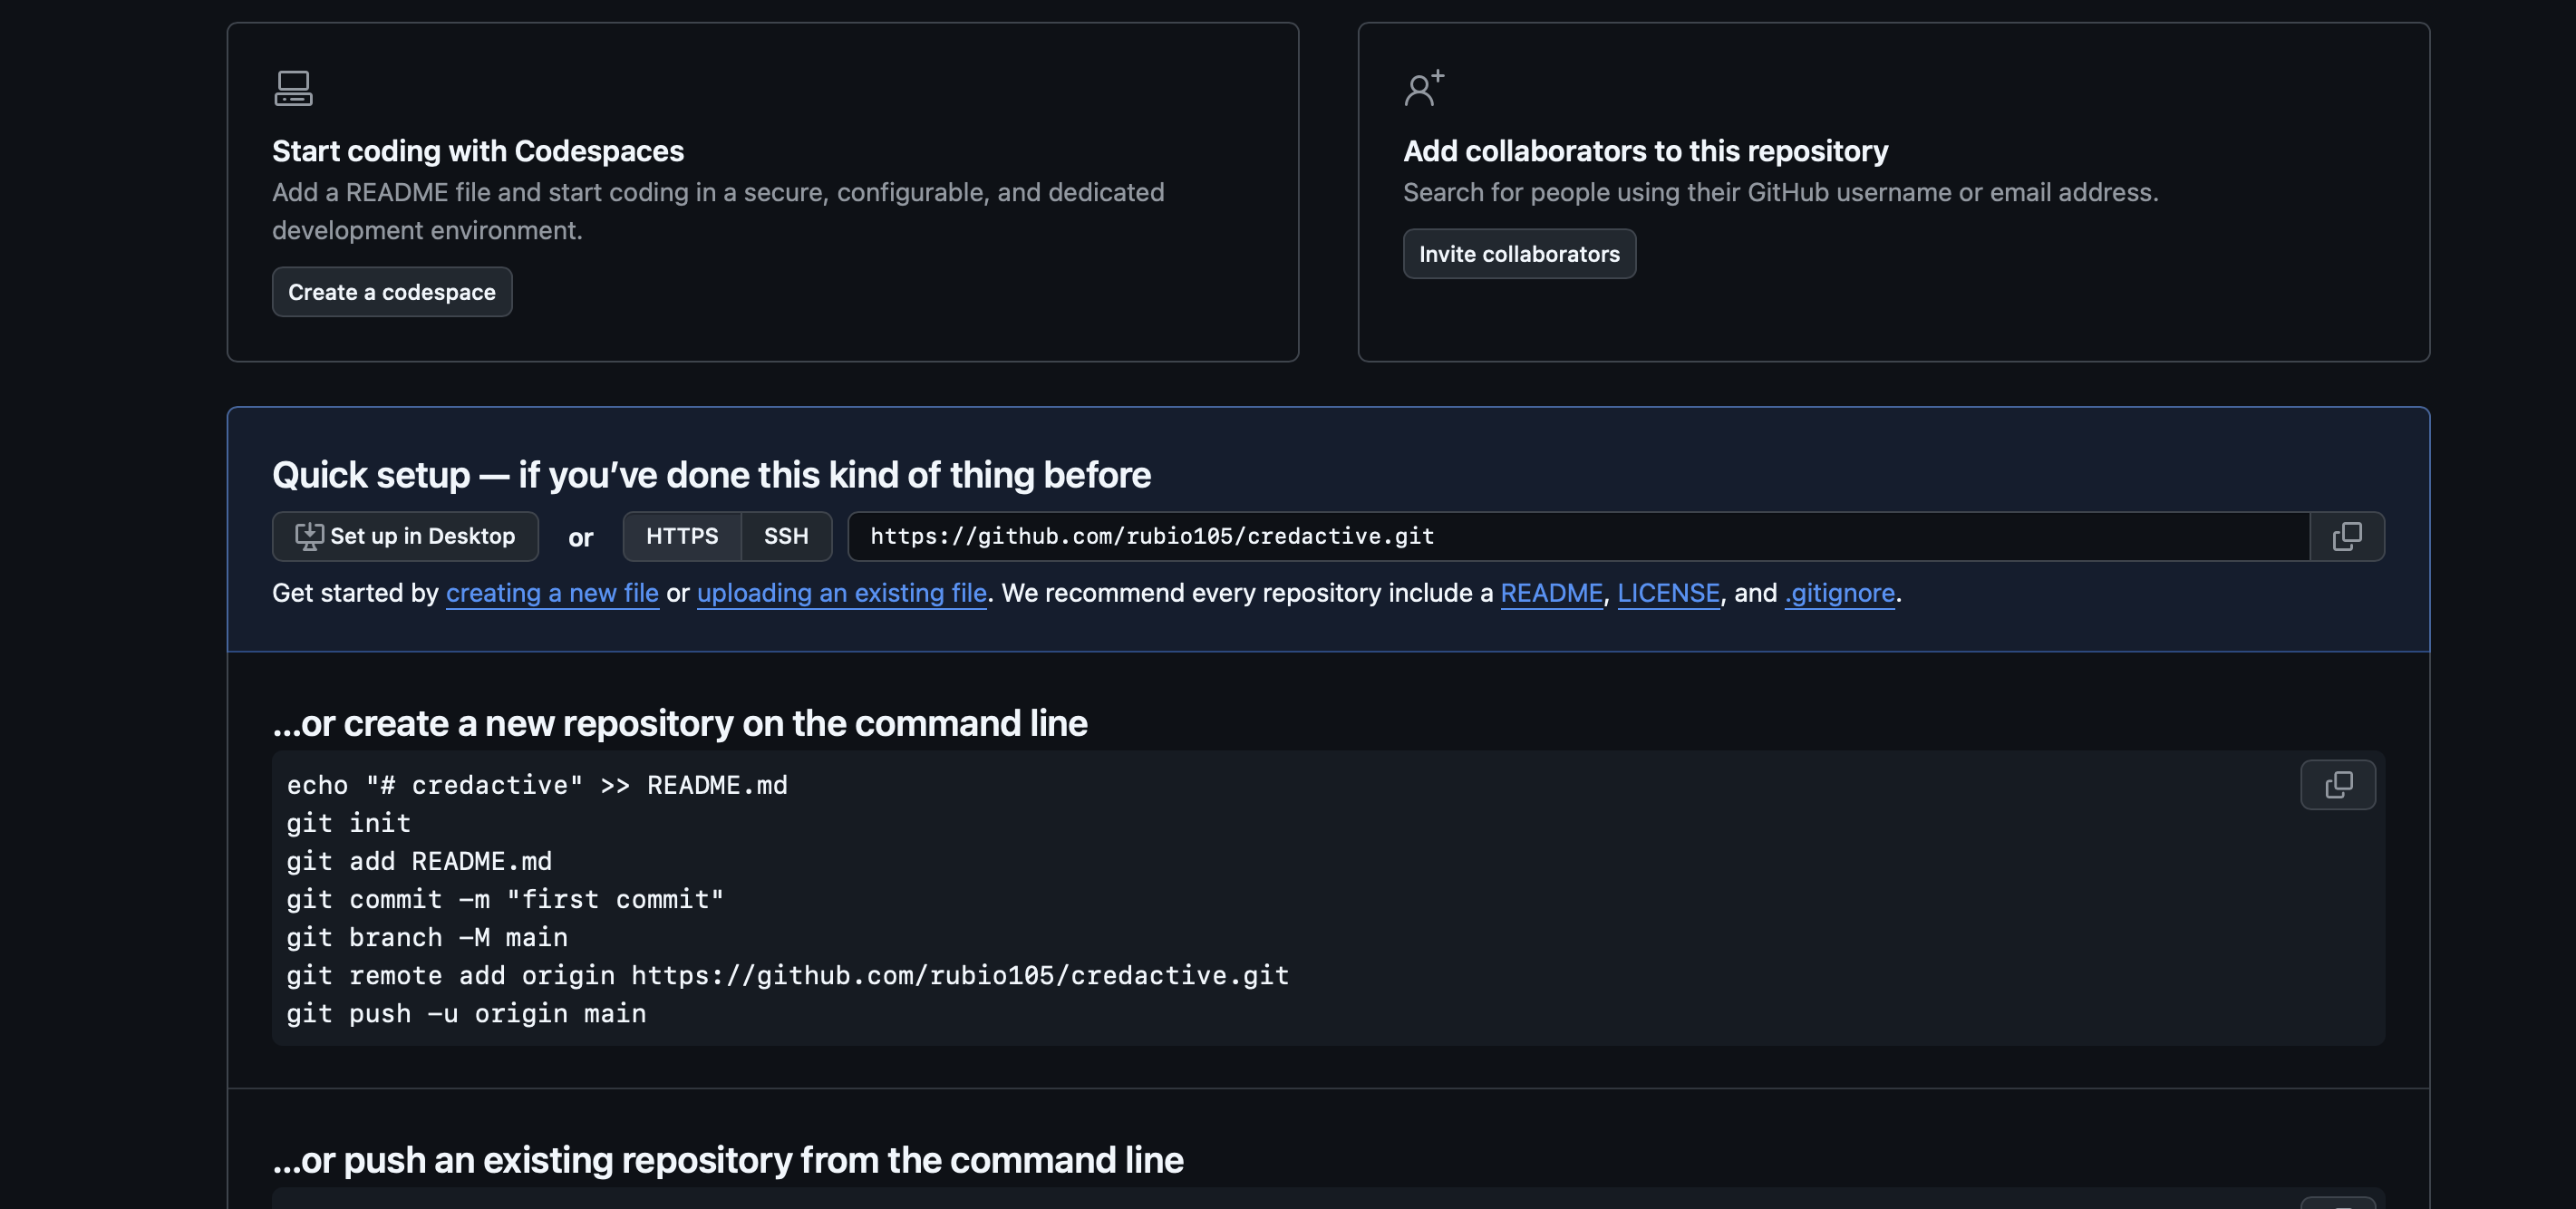 Start coding with Codespaces
Add a README file and start coding in a secure, configurable, and dedicated
development environment.
Create a codespace
Add collaborators to this repository
Search for people using their GitHub username or email address.
Invite collaborators
Quick setup — if you’ve done this kind of thing before
Set up in Desktop or HTTPS SSH https://github.com/rubio105/credactive.git
Get started by creating a new file or uploading an existing file. We recommend every repository include a README, LICENSE, and .gitignore.
...or create a new repository on the command line
echo "# credactive" >> README.md
git init
git add README.md
git commit -m "first commit"
git branch -M main
git remote add origin https://github.com/rubio105/credactive.git
git push -u origin main
...or push an existing repository from the command line